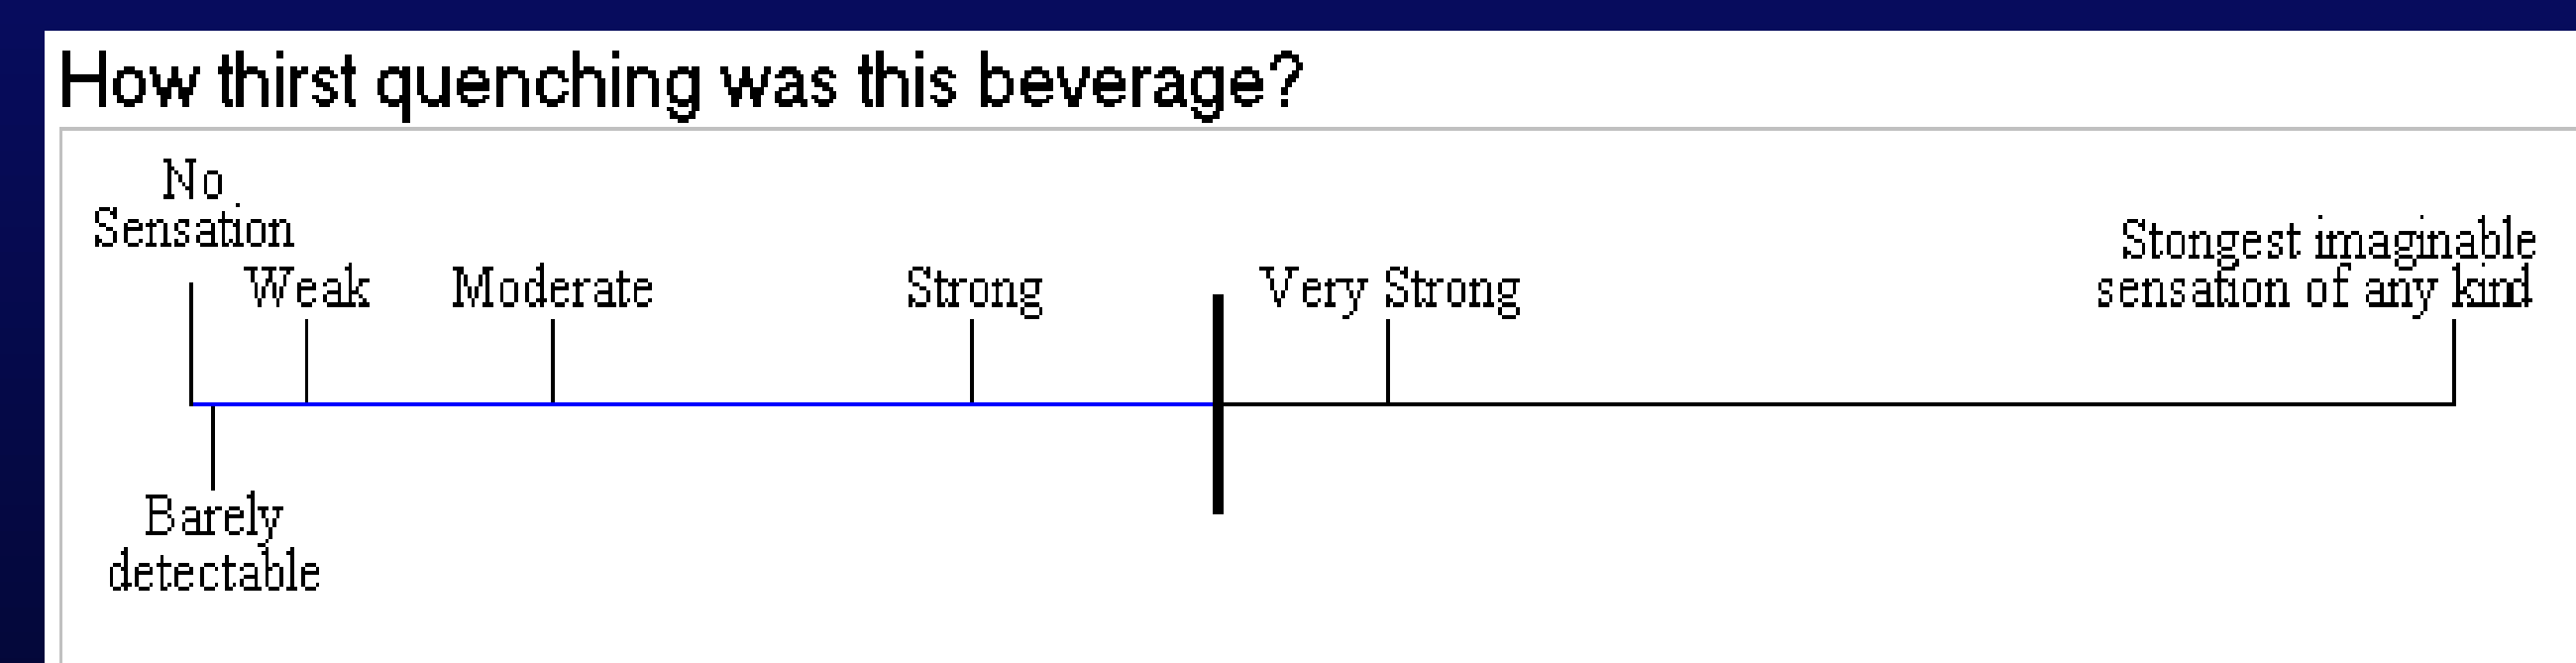 How thirst quenching was this beverage?
No
Sensation
Weak
Moderate
Strong
Very Strong
Stongest imaginable
sensation of any kind
Barely
detectable